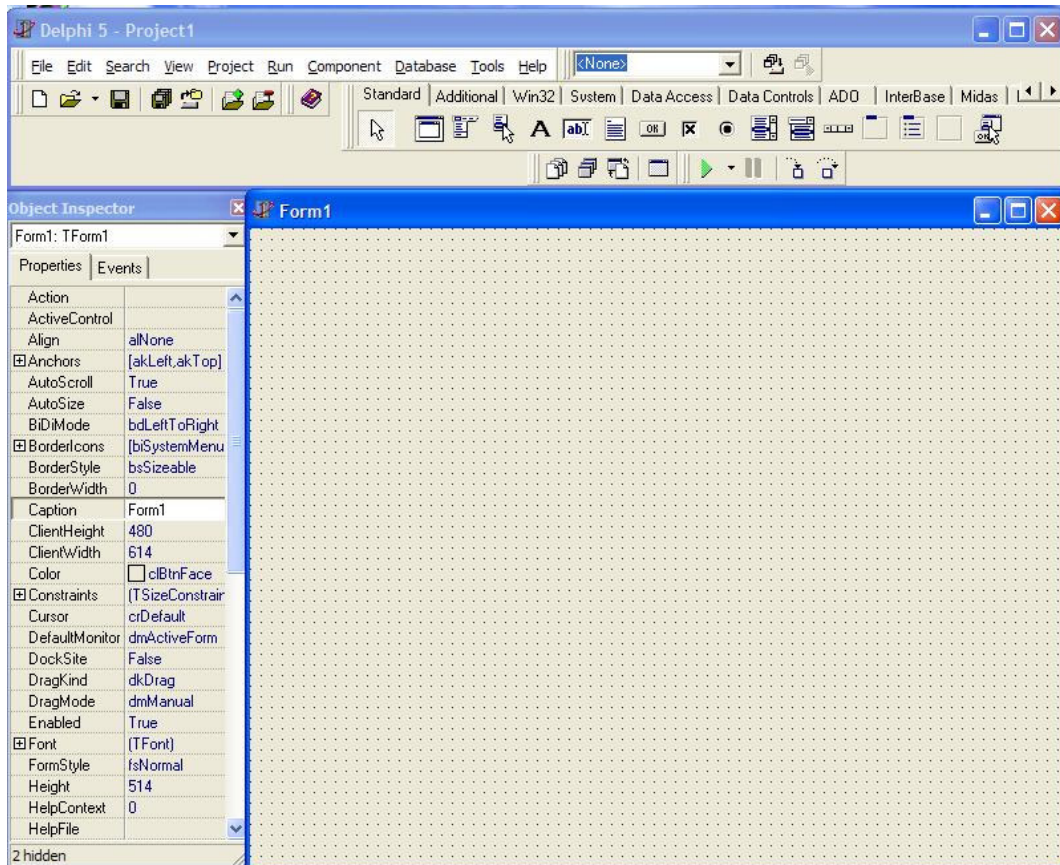 Delphi 5 - Project1
File Edit Search View Project Run Component Database Tools Help
<None>
Standard Additional Win32 System Data Access Data Controls ADO InterBase Midas
A ab OK
OK
Object Inspector
Form1
Form1: TForm1
Properties Events
Action
ActiveControl
Align alNone
Anchors [akLeft,akTop]
AutoScroll True
AutoSize False
BiDiMode bdLeftToRight
BorderIcons [biSystemMenu
BorderStyle bsSizeable
BorderWidth 0
Caption Form1
ClientHeight 480
ClientWidth 614
Color clBtnFace
Constraints (TSizeConstrair
Cursor crDefault
DefaultMonitor dmActiveForm
DockSite False
DragKind dkDrag
DragMode dmManual
Enabled True
Font (TFont)
FormStyle fsNormal
Height 514
HelpContext 0
HelpFile
2 hidden